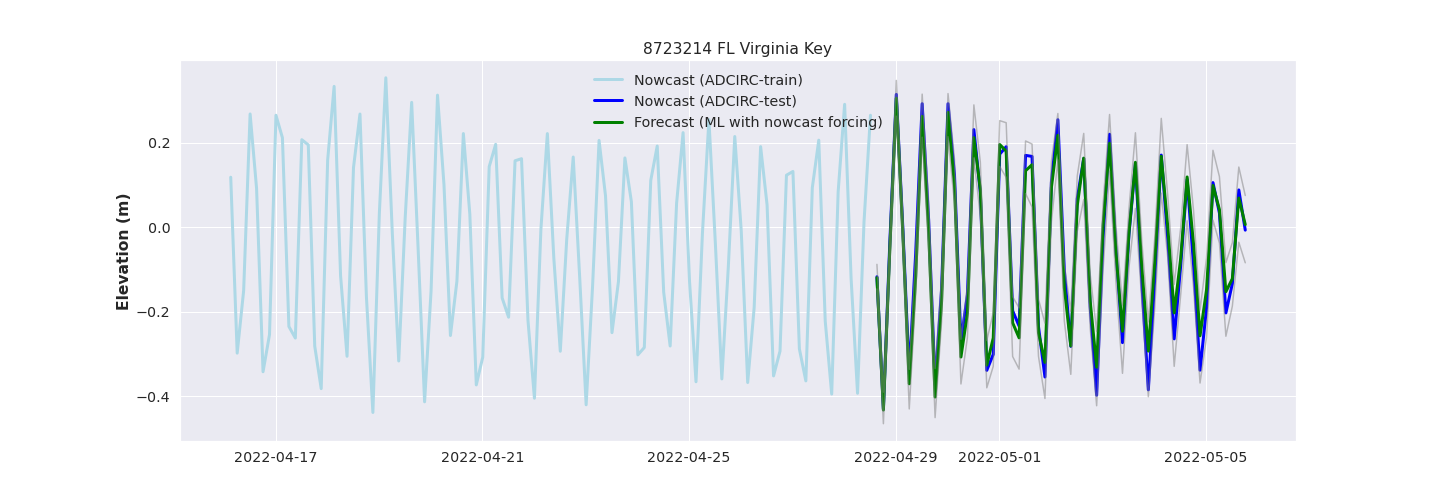 8723214 FL Virginia Key
Nowcast (ADCIRC-train)
Nowcast (ADCIRC-test)
Forecast (ML with nowcast forcing)
Elevation (m)
0.2
0.0
−0.2
−0.4
2022-04-17
2022-04-21
2022-04-25
2022-04-29
2022-05-01
2022-05-05